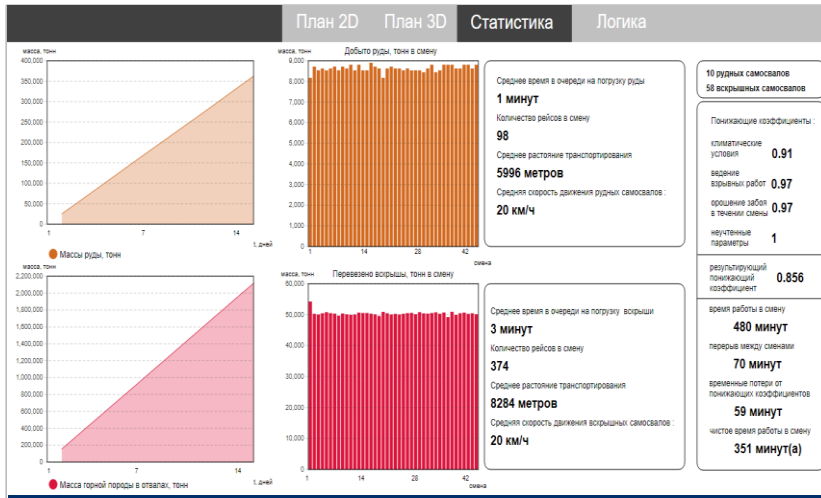 План 2D План 3D Статистика Логика
масса, тонн
400,000
350,000
300,000
250,000
200,000
150,000
100,000
50,000
0
1 7 14
t, дней
Массы руды, тонн
масса, тонн Добыто руды, тонн в смену
9,000
8,000
7,000
6,000
5,000
4,000
3,000
2,000
1,000
0
1 14 28 42
смена
Среднее время в очереди на погрузку руды
1 минут
Количество рейсов в смену
98
Среднее растояние транспортирования
5996 метров
Средняя скорость движения рудных самосвалов :
20 км/ч
10 рудных самосвалов
58 вскрышных самосвалов
Понижающие коэффициенты :
климатические
условия 0.91
ведение
взрывных работ 0.97
орошение забоя
в течении смены 0.97
неучтенные
параметры 1
результирующий
понижающий
коэффициент 0.856
время работы в смену
480 минут
перерыв между сменами
70 минут
временные потери от
понижающих коэффициентов
59 минут
чистое время работы в смену
351 минут(а)
масса, тонн
2,200,000
2,000,000
1,800,000
1,600,000
1,400,000
1,200,000
1,000,000
800,000
600,000
400,000
200,000
0
1 7 14
t, дней
Масса горной породы в отвалах, тонн
масса, тонн Перевезено вскрышы, тонн в смену
60,000
50,000
40,000
30,000
20,000
10,000
0
1 14 28 42
смена
Среднее время в очереди на погрузку вскрыши
3 минут
Количество рейсов в смену
374
Среднее растояние транспортирования
8284 метров
Средняя скорость движения вскрышных самосвалов :
20 км/ч